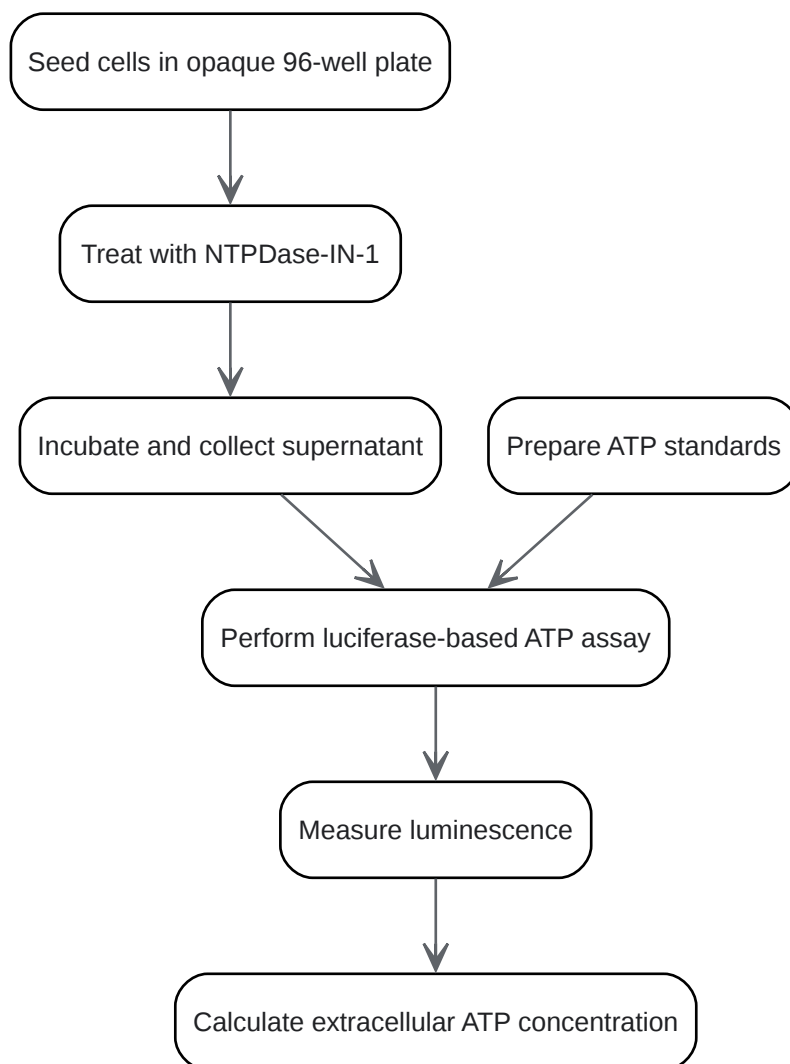 Seed cells in opaque 96-well plate
Treat with NTPDase-IN-1
Incubate and collect supernatant
Prepare ATP standards
Perform luciferase-based ATP assay
Measure luminescence
Calculate extracellular ATP concentration